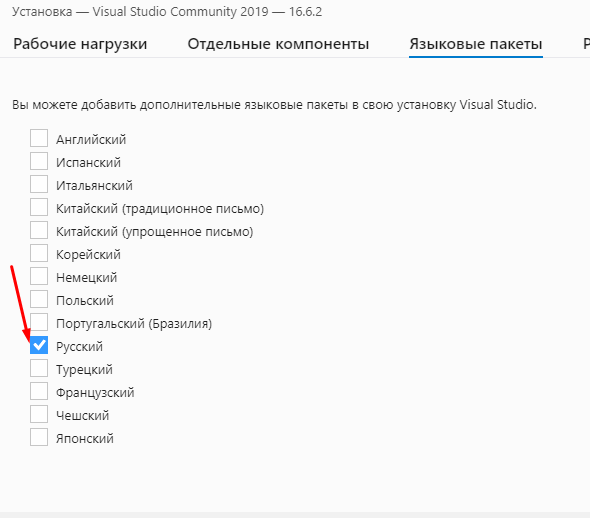 Установка — Visual Studio Community 2019 — 16.6.2
Рабочие нагрузки Отдельные компоненты Языковые пакеты
Вы можете добавить дополнительные языковые пакеты в свою установку Visual Studio.
Английский
Испанский
Итальянский
Китайский (традиционное письмо)
Китайский (упрощенное письмо)
Корейский
Немецкий
Польский
Португальский (Бразилия)
Русский
Турецкий
Французский
Чешский
Японский